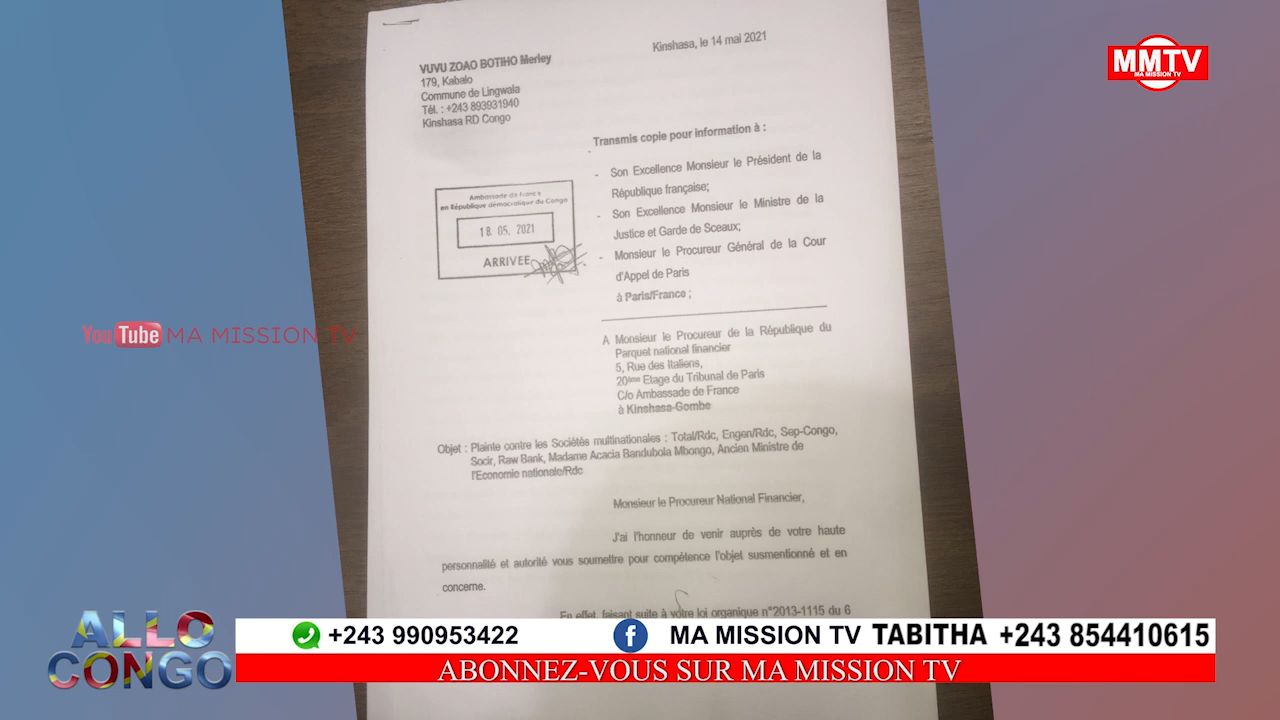 VUVU ZOAO BOTIHO Merley
179, Kabalo
Commune de Lingwala
Tél. : +243 893931940
Kinshasa RD Congo
Kinshasa, le 14 mai 2021
Transmis copie pour information à :
- Son Excellence Monsieur le Président de la
République française;
- Son Excellence Monsieur le Ministre de la
Justice et Garde de Sceaux;
- Monsieur le Procureur Général de la Cour
d'Appel de Paris
à Paris/France ;
Ambassade de France
en République démocratique du Congo
18. 05. 2021
ARRIVEE
A Monsieur le Procureur de la République du
Parquet national financier
5, Rue des Italiens,
20ème Etage du Tribunal de Paris
C/o Ambassade de France
à Kinshasa-Gombe
Objet : Plainte contre les Sociétés multinationales : Total/Rdc, Engen/Rdc, Sep-Congo,
Socir, Raw Bank, Madame Acacia Bandubola Mbongo, Ancien Ministre de
l'Economie nationale/Rdc
Monsieur le Procureur National Financier,
J'ai l'honneur de venir auprès de votre haute
personnalité et autorité vous soumettre pour compétence l'objet susmentionné et en
concerne.
En effet, faisant suite à votre loi organique n°2013-1115 du 6
MMTV
MA MISSION TV
YouTube MA MISSION TV
ALLO
CONGO
+243 990953422 MA MISSION TV TABITHA +243 854410615
ABONNEZ-VOUS SUR MA MISSION TV